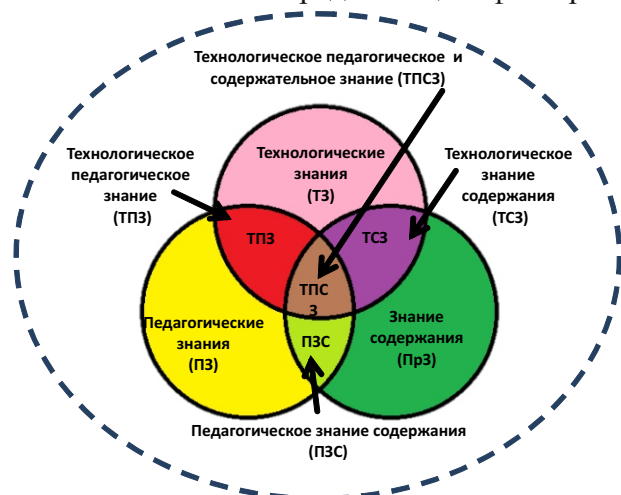 Технологическое педагогическое и
содержательное знание (ТПСЗ)
Технологическое
педагогическое
знание
(ТПЗ)
Технологические
знания
(ТЗ)
Технологическое
знание
содержания
(ТСЗ)
ТПЗ
ТСЗ
ТПС
З
Педагогические
знания
(ПЗ)
ПЗС
Знание
содержания
(ПрЗ)
Педагогическое знание содержания
(ПЗС)